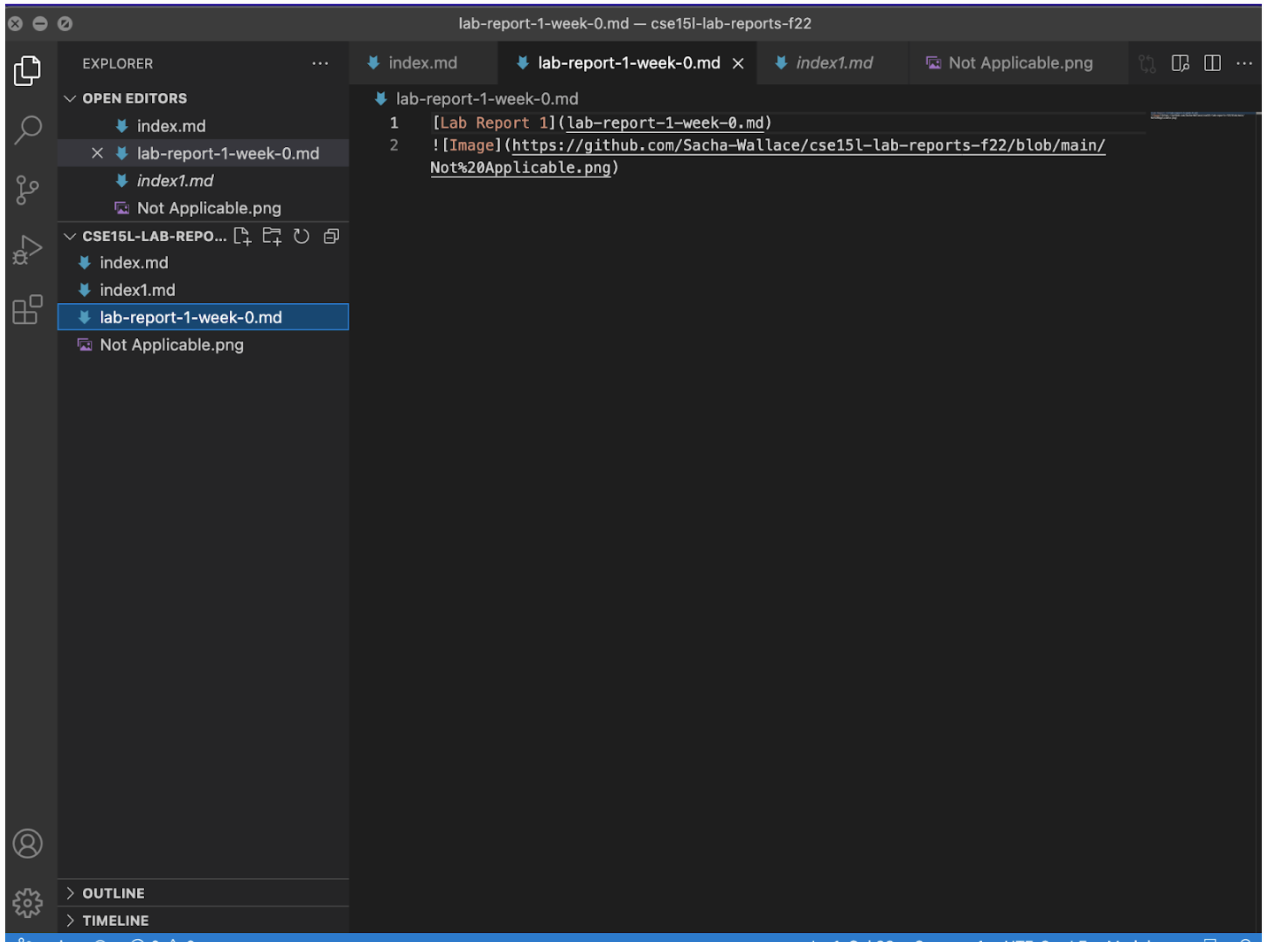 lab-report-1-week-0.md — cse15l-lab-reports-f22
EXPLORER
index.md
lab-report-1-week-0.md
index1.md
Not Applicable.png
OPEN EDITORS
index.md
lab-report-1-week-0.md
index1.md
Not Applicable.png
CSE15L-LAB-REPO...
index.md
index1.md
lab-report-1-week-0.md
Not Applicable.png
OUTLINE
TIMELINE
lab-report-1-week-0.md
1 [Lab Report 1](lab-report-1-week-0.md)
2 ![Image](https://github.com/Sacha-Wallace/cse15l-lab-reports-f22/blob/main/
Not%20Applicable.png)